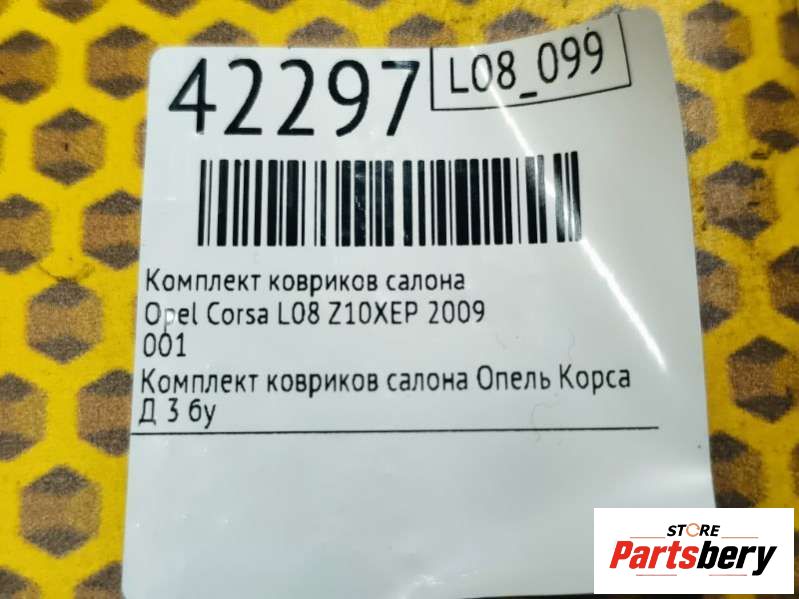 42297
L08_099
Комплект ковриков салона
Opel Corsa L08 Z10XEP 2009
001
Комплект ковриков салона Опель Корса
Д 3 бу
STORE
Partsbery